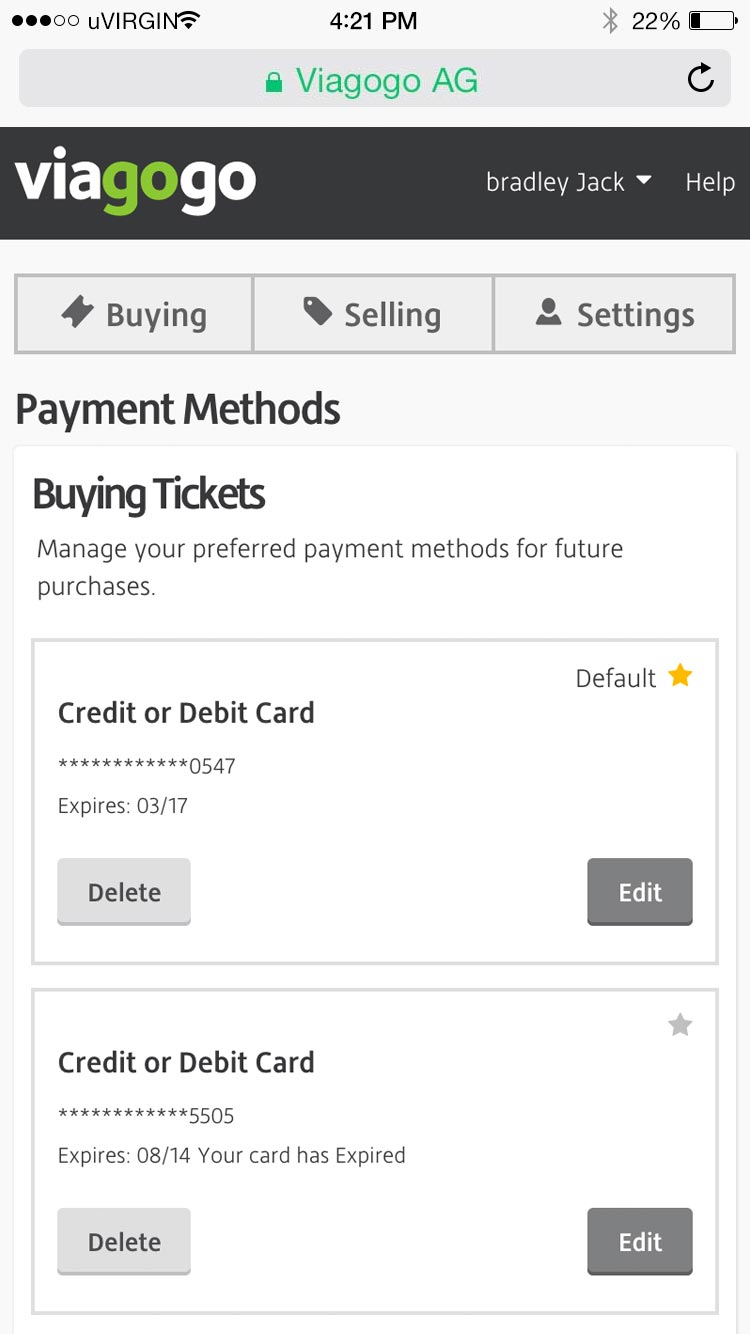 uVIRGIN 4:21 PM 22%
Viagogo AG
viagogo bradley Jack Help
Buying Selling Settings
Payment Methods
Buying Tickets
Manage your preferred payment methods for future
purchases.
Default
Credit or Debit Card
************0547
Expires: 03/17
Delete Edit
Credit or Debit Card
************5505
Expires: 08/14 Your card has Expired
Delete Edit